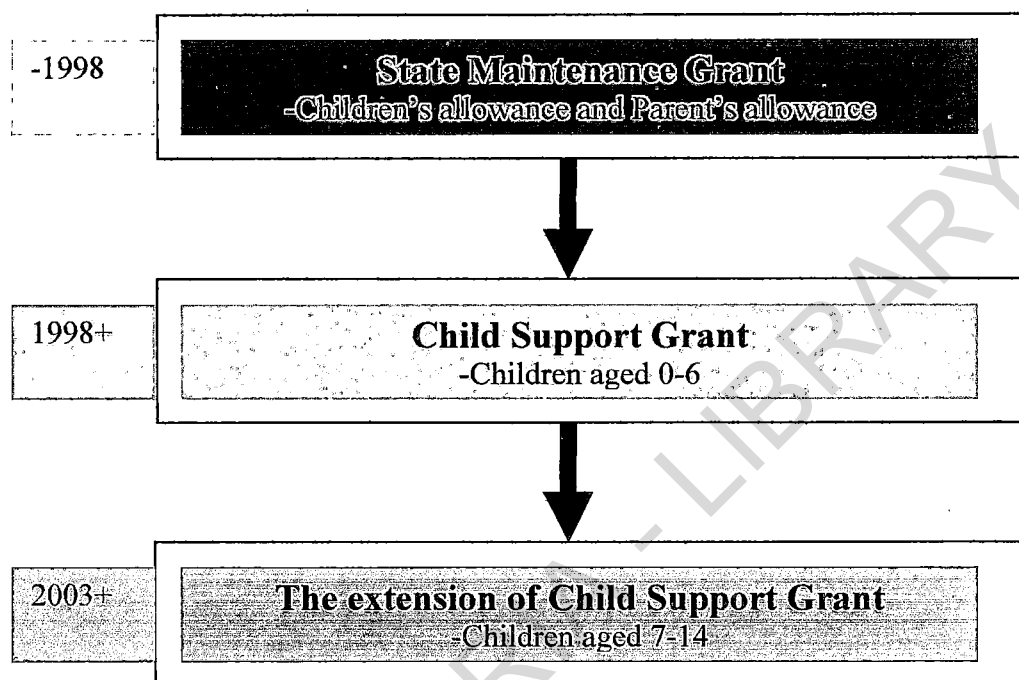 -1998
State Maintenance Grant
-Children's allowance and Parent's allowance
1998+
Child Support Grant
-Children aged 0-6
2003+
The extension of Child Support Grant
-Children aged 7-14
- LIBRARY